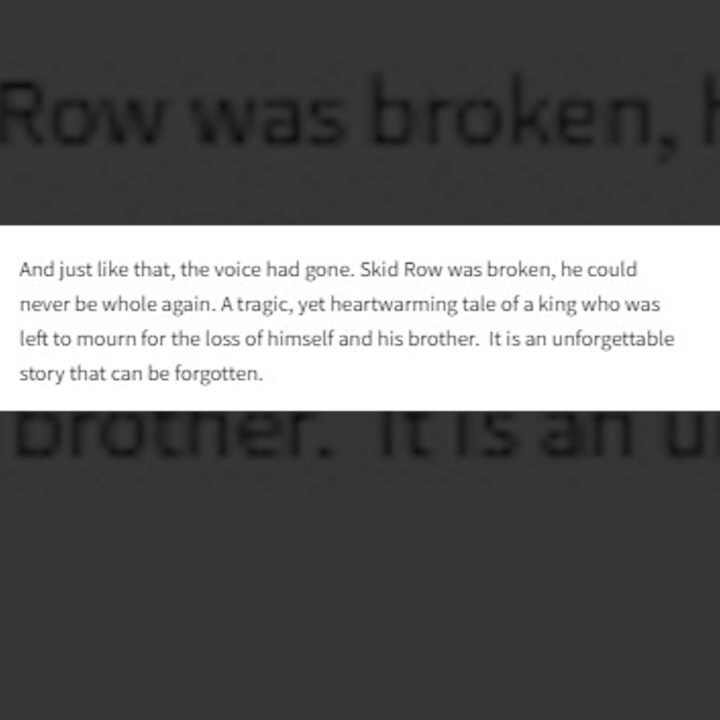 Row was broken,
And just like that, the voice had gone. Skid Row was broken, he could
never be whole again. A tragic, yet heartwarming tale of a king who was
left to mourn for the loss of himself and his brother.  It is an unforgettable
story that can be forgotten.
brother.  It is an